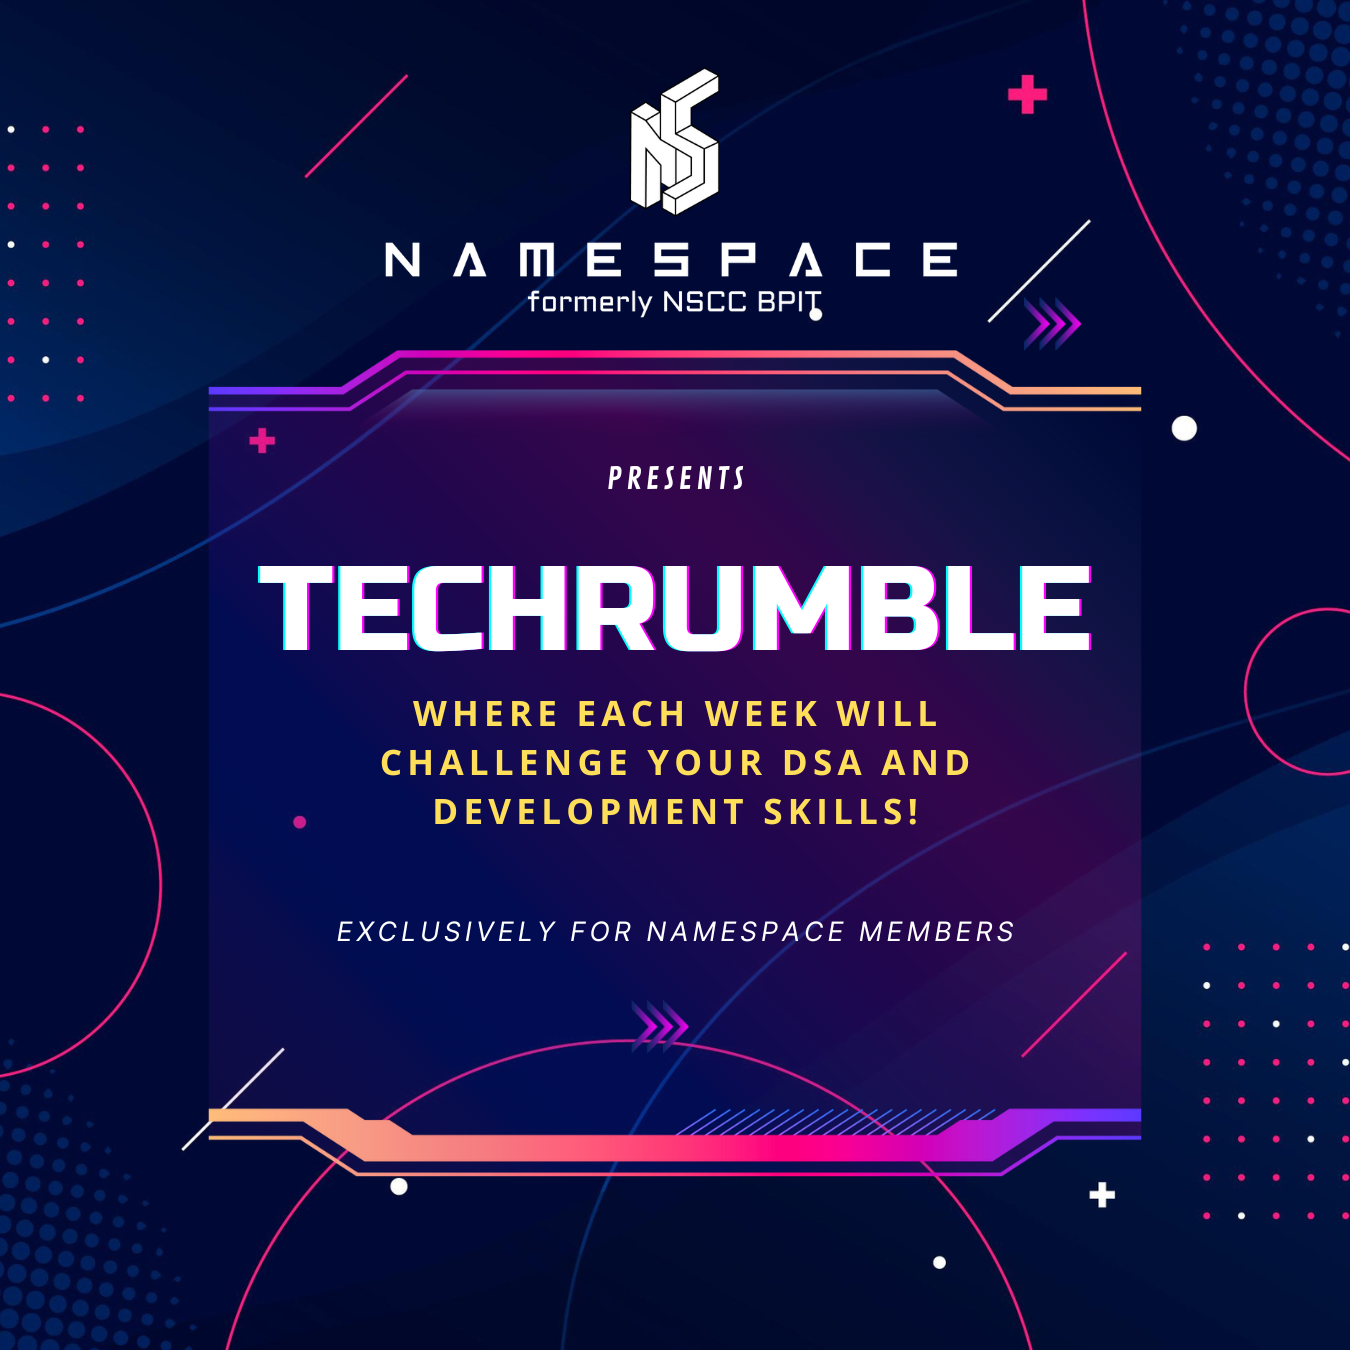 NS
NAMESPACE
formerly NSCC BPIT
PRESENTS
TECHRUMBLE
WHERE EACH WEEK WILL
CHALLENGE YOUR DSA AND
DEVELOPMENT SKILLS!
EXCLUSIVELY FOR NAMESPACE MEMBERS